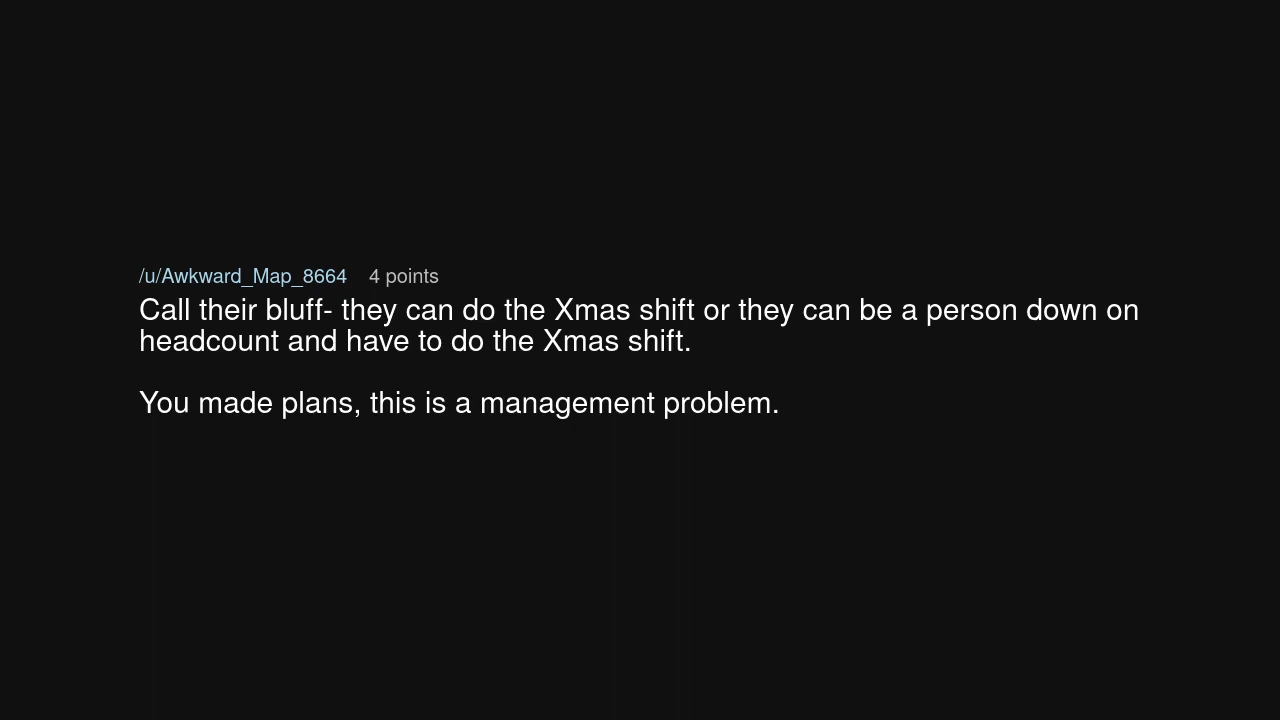 /u/Awkward_Map_8664 4 points
Call their bluff- they can do the Xmas shift or they can be a person down on
headcount and have to do the Xmas shift.
You made plans, this is a management problem.